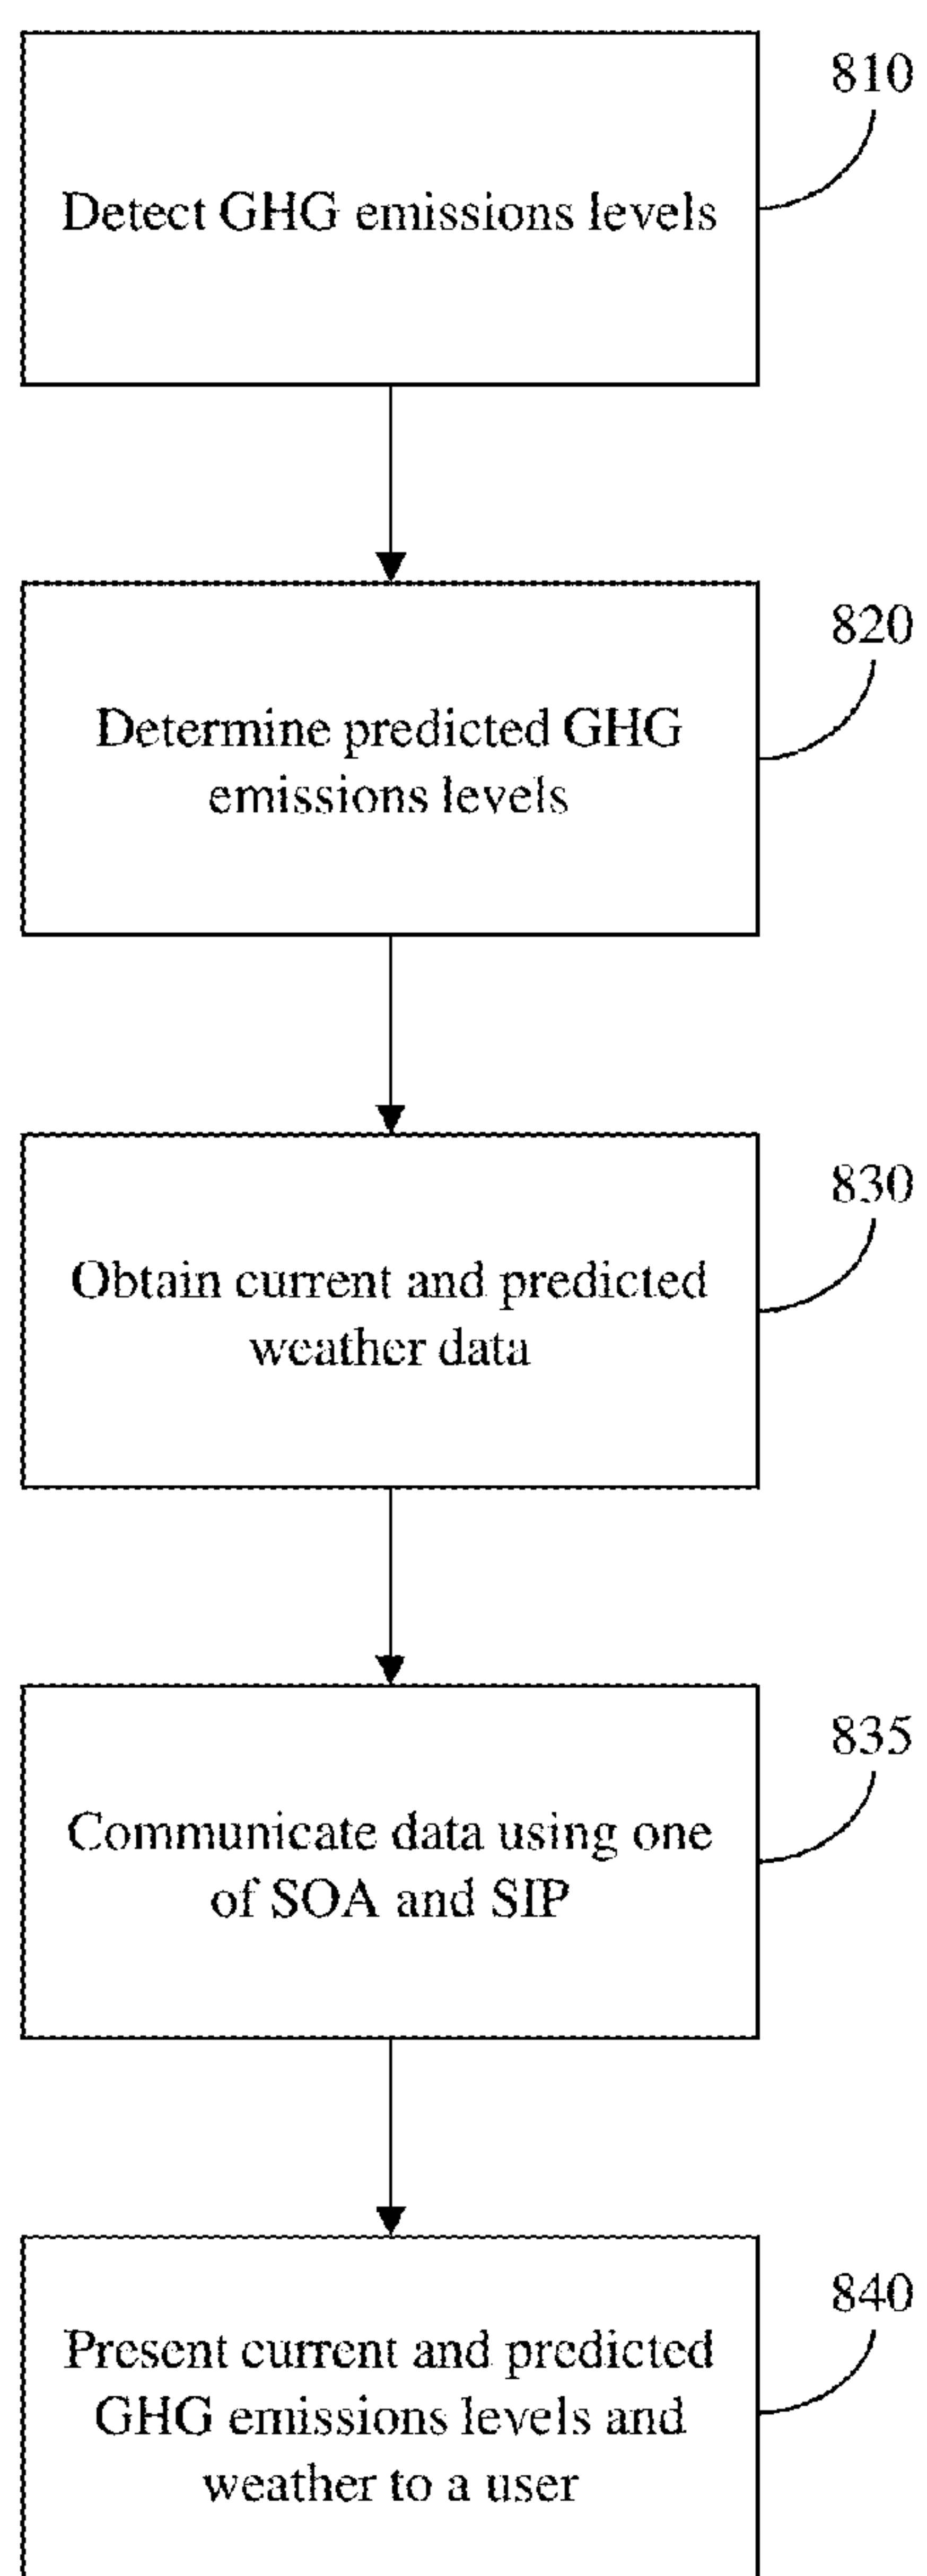 810
Detect GHG emissions levels
820
Determine predicted GHG
emissions levels
830
Obtain current and predicted
weather data
835
Communicate data using one
of SOA and SIP
840
Present current and predicted
GHG emissions levels and
weather to a user